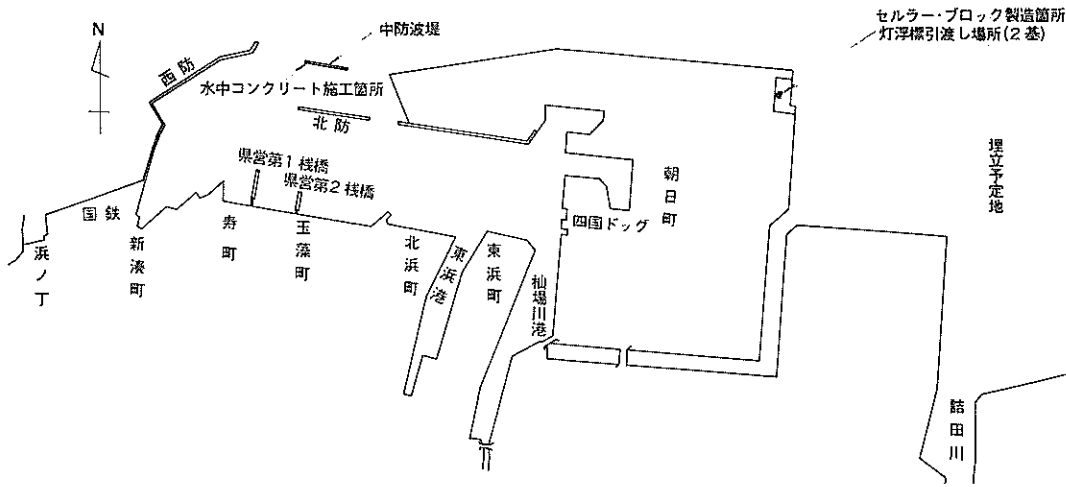 セルラー・ブロック製造箇所
灯浮標引渡し場所(2基)
N
中防波堤
西防
水中コンクリート施工箇所
北防
県営第1桟橋
県営第2桟橋
朝日町
埋立予定地
四国ドッグ
国鉄
浜ノ丁
新湊町
寿町
玉藻町
北浜町
東浜港
東浜町
杣場川港
詰田川